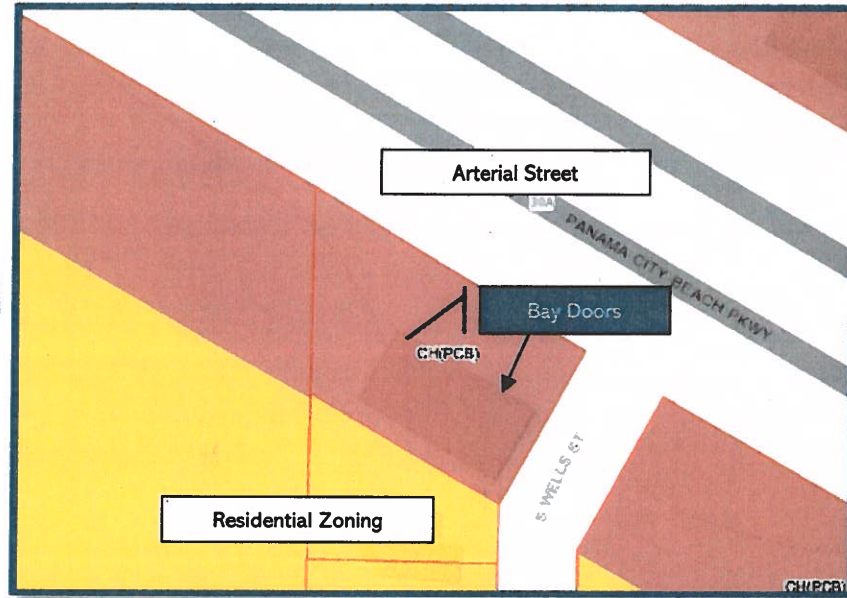 Arterial Street
30A
PANAMA CITY BEACH PKWY
Bay Doors
CH(PCB)
S WELLS ST
Residential Zoning
CH(PCB)